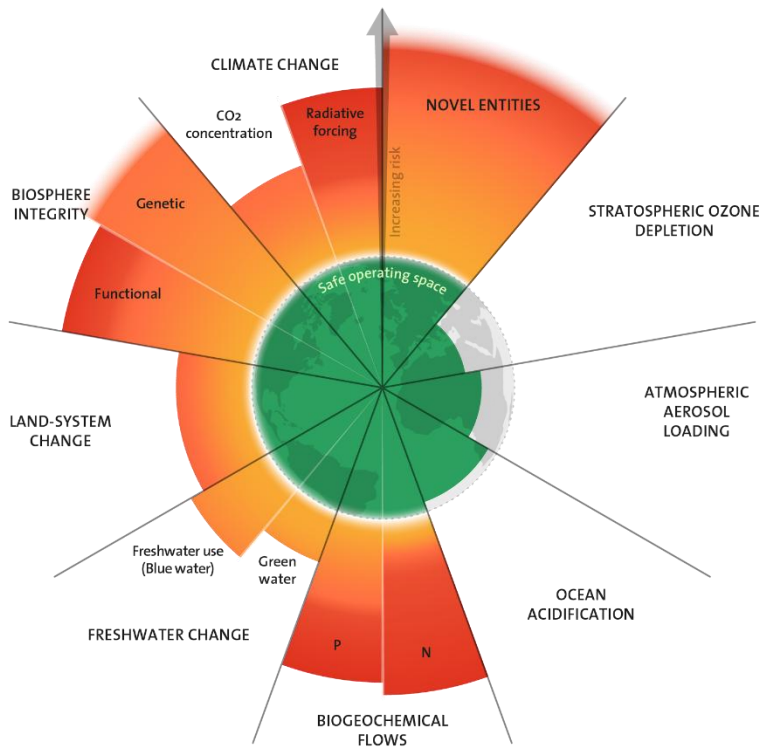 CLIMATE CHANGE
CO2
concentration
Radiative
forcing
NOVEL ENTITIES
Increasing risk
BIOSPHERE
INTEGRITY
Genetic
Functional
STRATOSPHERIC OZONE
DEPLETION
Safe operating space
LAND-SYSTEM
CHANGE
ATMOSPHERIC
AEROSOL
LOADING
Freshwater use
(Blue water)
Green
water
FRESHWATER CHANGE
OCEAN
ACIDIFICATION
P
N
BIOGEOCHEMICAL
FLOWS